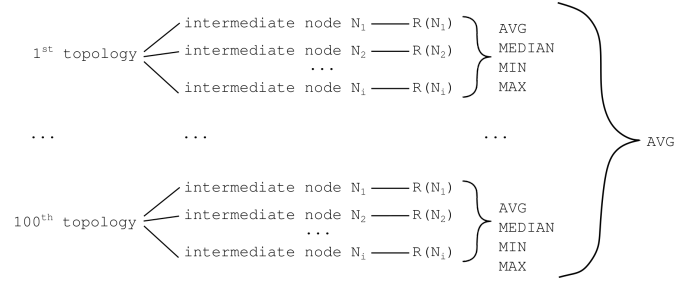 1st topology
intermediate node N1 R(N1)
intermediate node N2 R(N2)
...
intermediate node Ni R(Ni)
AVG
MEDIAN
MIN
MAX
... ... ...
AVG
100th topology
intermediate node N1 R(N1)
intermediate node N2 R(N2)
...
intermediate node Ni R(Ni)
AVG
MEDIAN
MIN
MAX